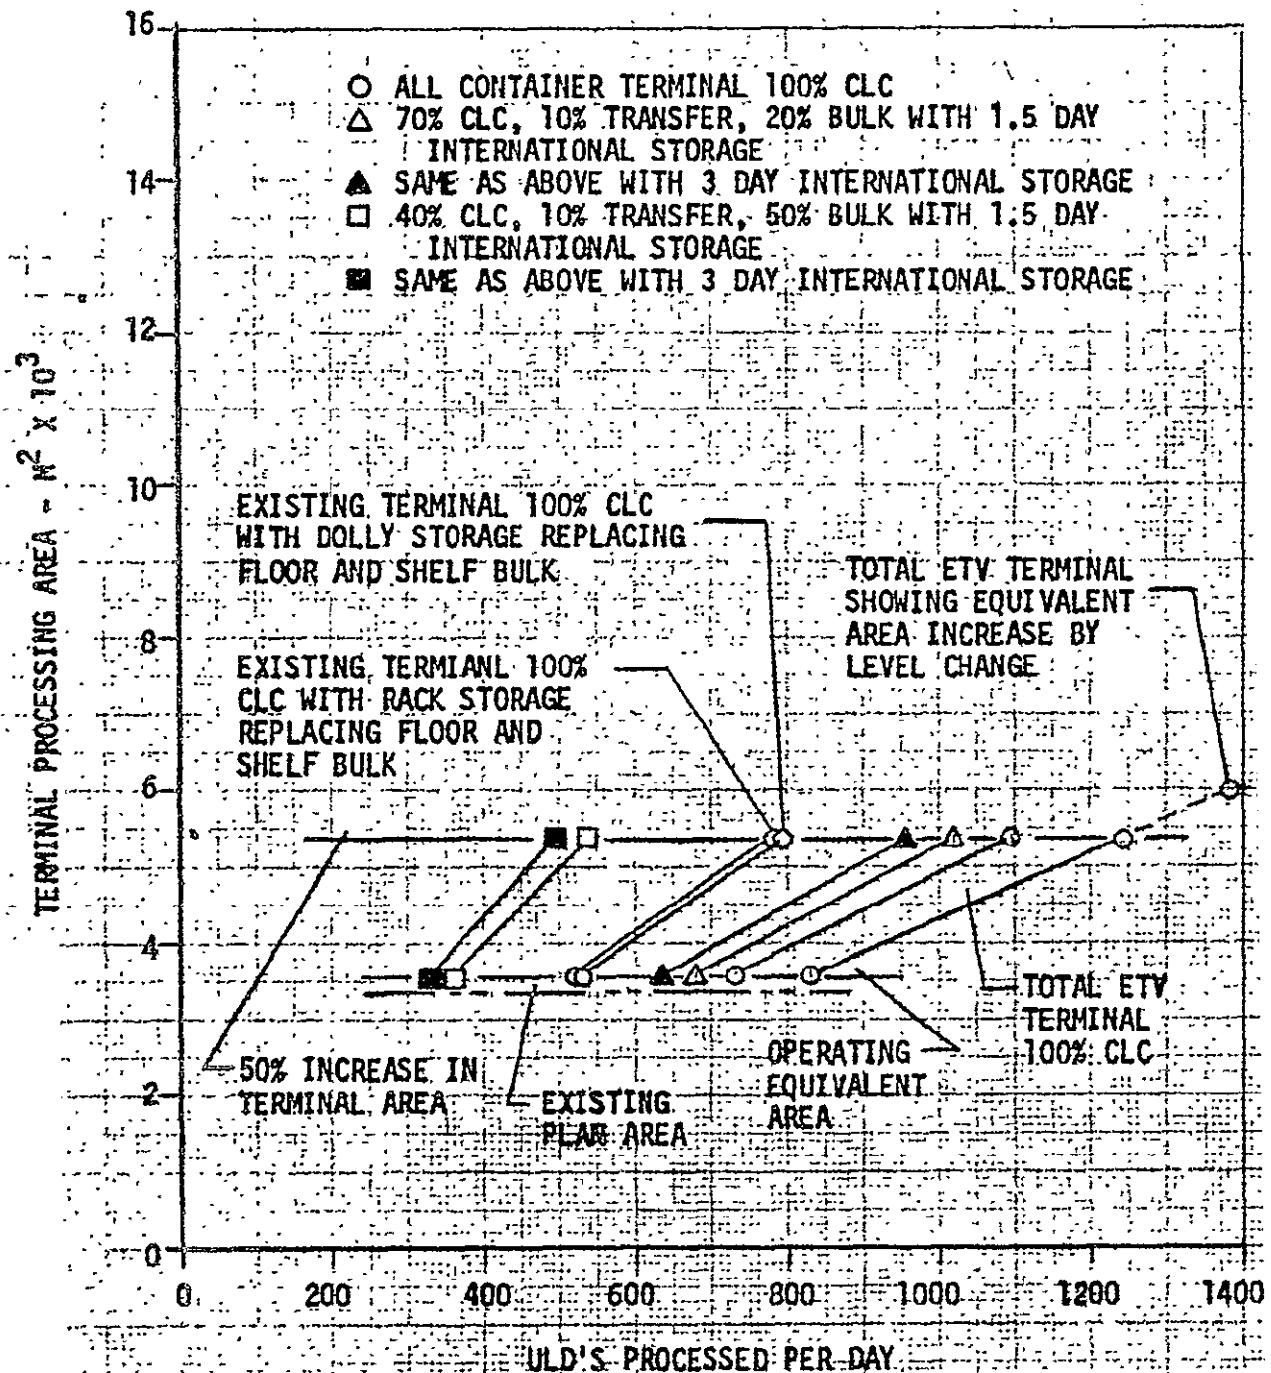 16
○ ALL CONTAINER TERMINAL 100% CLC
△ 70% CLC, 10% TRANSFER, 20% BULK WITH 1.5 DAY
INTERNATIONAL STORAGE
▲ SAME AS ABOVE WITH 3 DAY INTERNATIONAL STORAGE
□ 40% CLC, 10% TRANSFER, 50% BULK WITH 1.5 DAY
INTERNATIONAL STORAGE
■ SAME AS ABOVE WITH 3 DAY INTERNATIONAL STORAGE
14
12
10
8
6
4
2
0
TERMINAL PROCESSING AREA - M² X 10³
EXISTING TERMINAL 100% CLC
WITH DOLLY STORAGE REPLACING
FLOOR AND SHELF BULK
TOTAL ETV TERMINAL
SHOWING EQUIVALENT
AREA INCREASE BY
LEVEL CHANGE
EXISTING TERMIANL 100%
CLC WITH RACK STORAGE
REPLACING FLOOR AND
SHELF BULK
50% INCREASE IN
TERMINAL AREA
EXISTING
PLAN AREA
OPERATING
EQUIVALENT
AREA
TOTAL ETV
TERMINAL
100% CLC
0 200 400 600 800 1000 1200 1400
ULD'S PROCESSED PER DAY